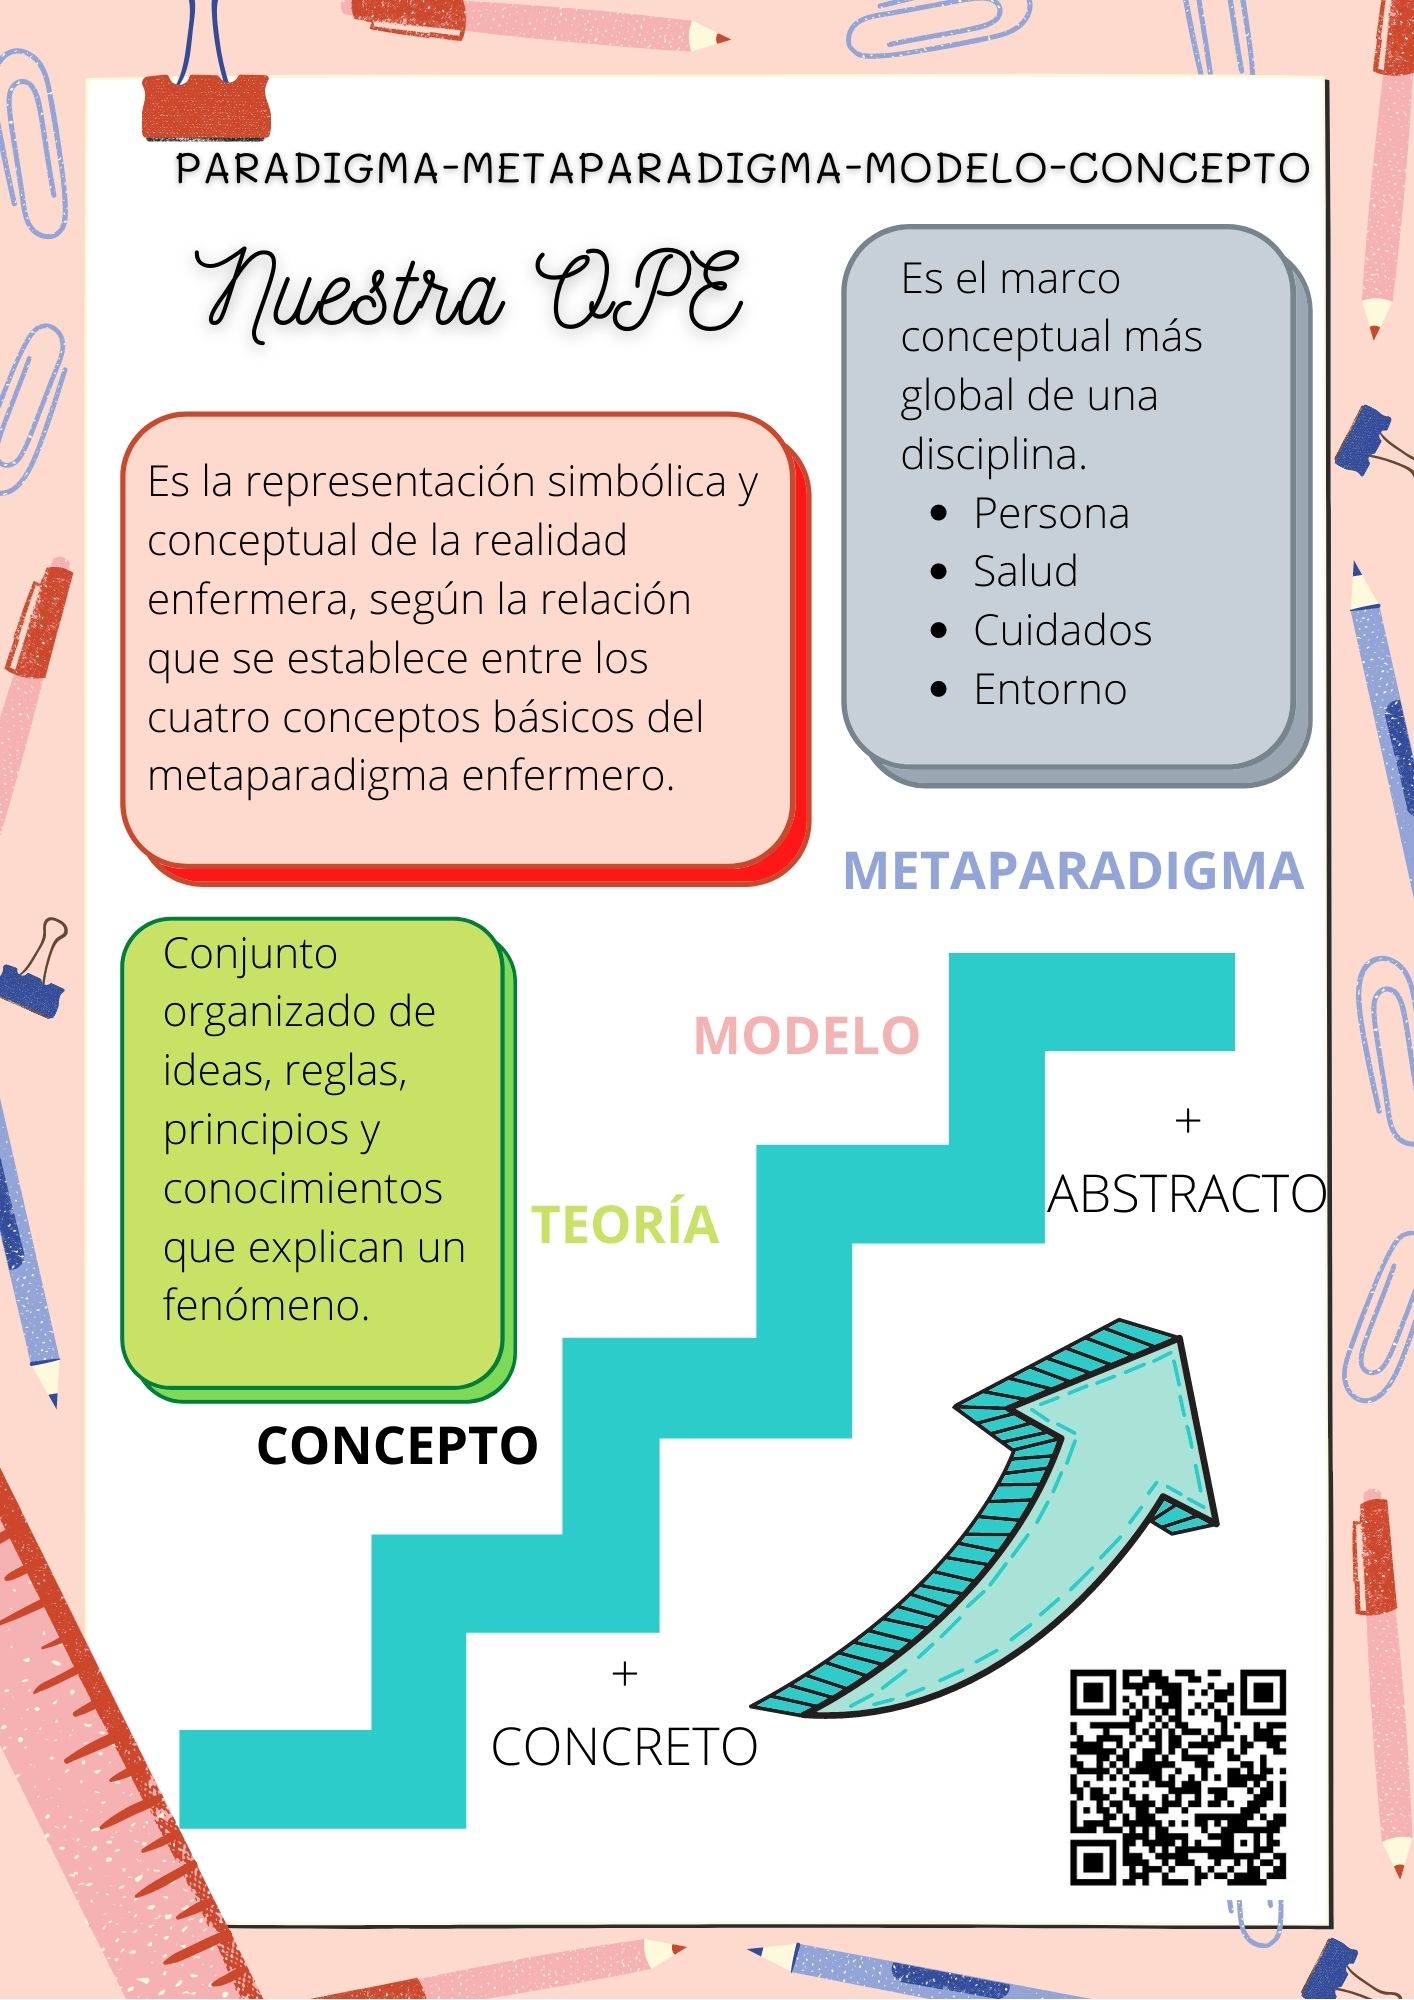 PARADIGMA-METAPARADIGMA-MODELO-CONCEPTO
Nuestra OPE
Es el marco
conceptual más
global de una
disciplina.
• Persona
• Salud
• Cuidados
• Entorno
Es la representación simbólica y
conceptual de la realidad
enfermera, según la relación
que se establece entre los
cuatro conceptos básicos del
metaparadigma enfermero.
METAPARADIGMA
Conjunto
organizado de
ideas, reglas,
principios y
conocimientos
que explican un
fenómeno.
MODELO
+
ABSTRACTO
TEORÍA
CONCEPTO
+
CONCRETO